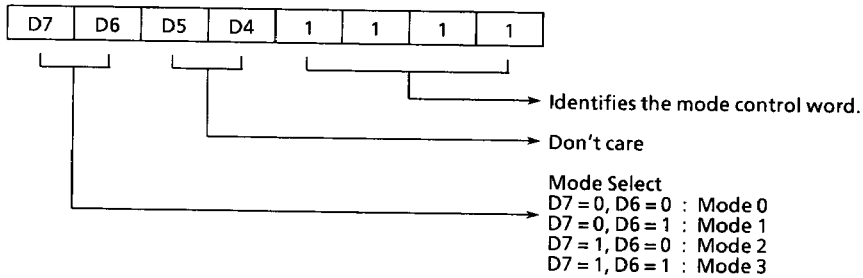 D7 D6 D5 D4 1 1 1 1
Identifies the mode control word.
Don't care
Mode Select
D7 = 0, D6 = 0 : Mode 0
D7 = 0, D6 = 1 : Mode 1
D7 = 1, D6 = 0 : Mode 2
D7 = 1, D6 = 1 : Mode 3